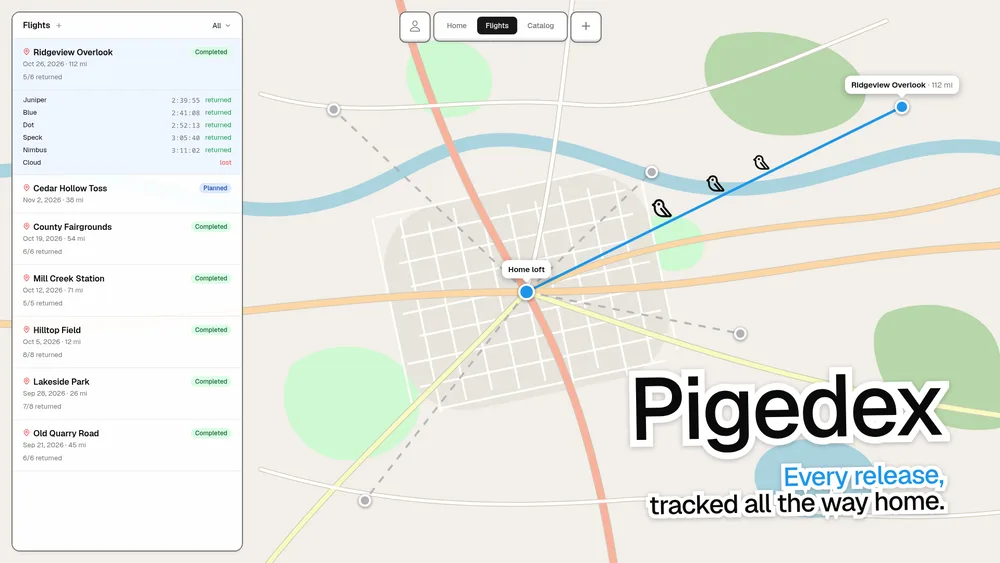 Flights +
All
Ridgeview Overlook Completed
Oct 26, 2026 · 112 mi
5/6 returned
Juniper 2:39:55 returned
Blue 2:41:08 returned
Dot 2:52:13 returned
Speck 3:05:40 returned
Nimbus 3:11:02 returned
Cloud lost
Cedar Hollow Toss Planned
Nov 2, 2026 · 38 mi
County Fairgrounds Completed
Oct 19, 2026 · 54 mi
6/6 returned
Mill Creek Station Completed
Oct 12, 2026 · 71 mi
5/5 returned
Hilltop Field Completed
Oct 5, 2026 · 12 mi
8/8 returned
Lakeside Park Completed
Sep 28, 2026 · 26 mi
7/8 returned
Old Quarry Road Completed
Sep 21, 2026 · 45 mi
6/6 returned
Home Flights Catalog +
Ridgeview Overlook · 112 mi
Home loft
Pigedex
Every release,
tracked all the way home.